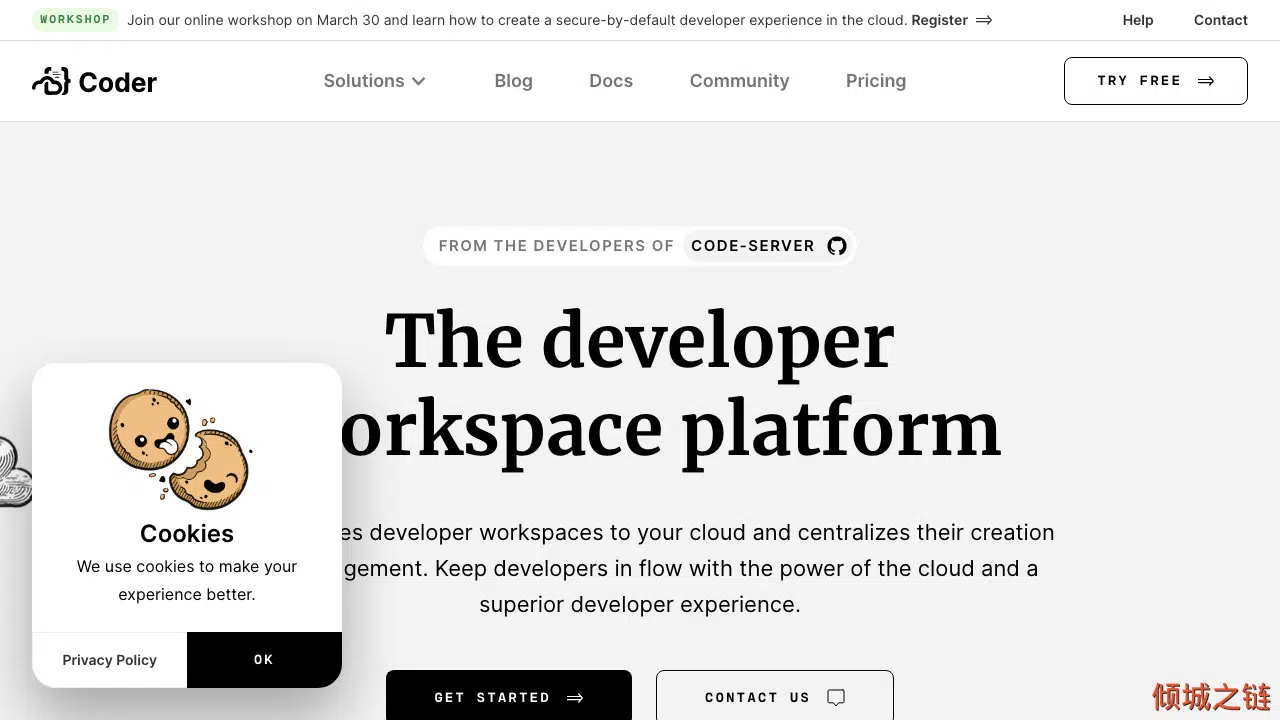 WORKSHOP Join our online workshop on March 30 and learn how to create a secure-by-default developer experience in the cloud. Register Help Contact
Coder Solutions Blog Docs Community Pricing TRY FREE
FROM THE DEVELOPERS OF CODE-SERVER
The developer
orkspace platform
es developer workspaces to your cloud and centralizes their creation
gement. Keep developers in flow with the power of the cloud and a
superior developer experience.
GET STARTED CONTACT US
Cookies
We use cookies to make your
experience better.
Privacy Policy OK
倾城之链